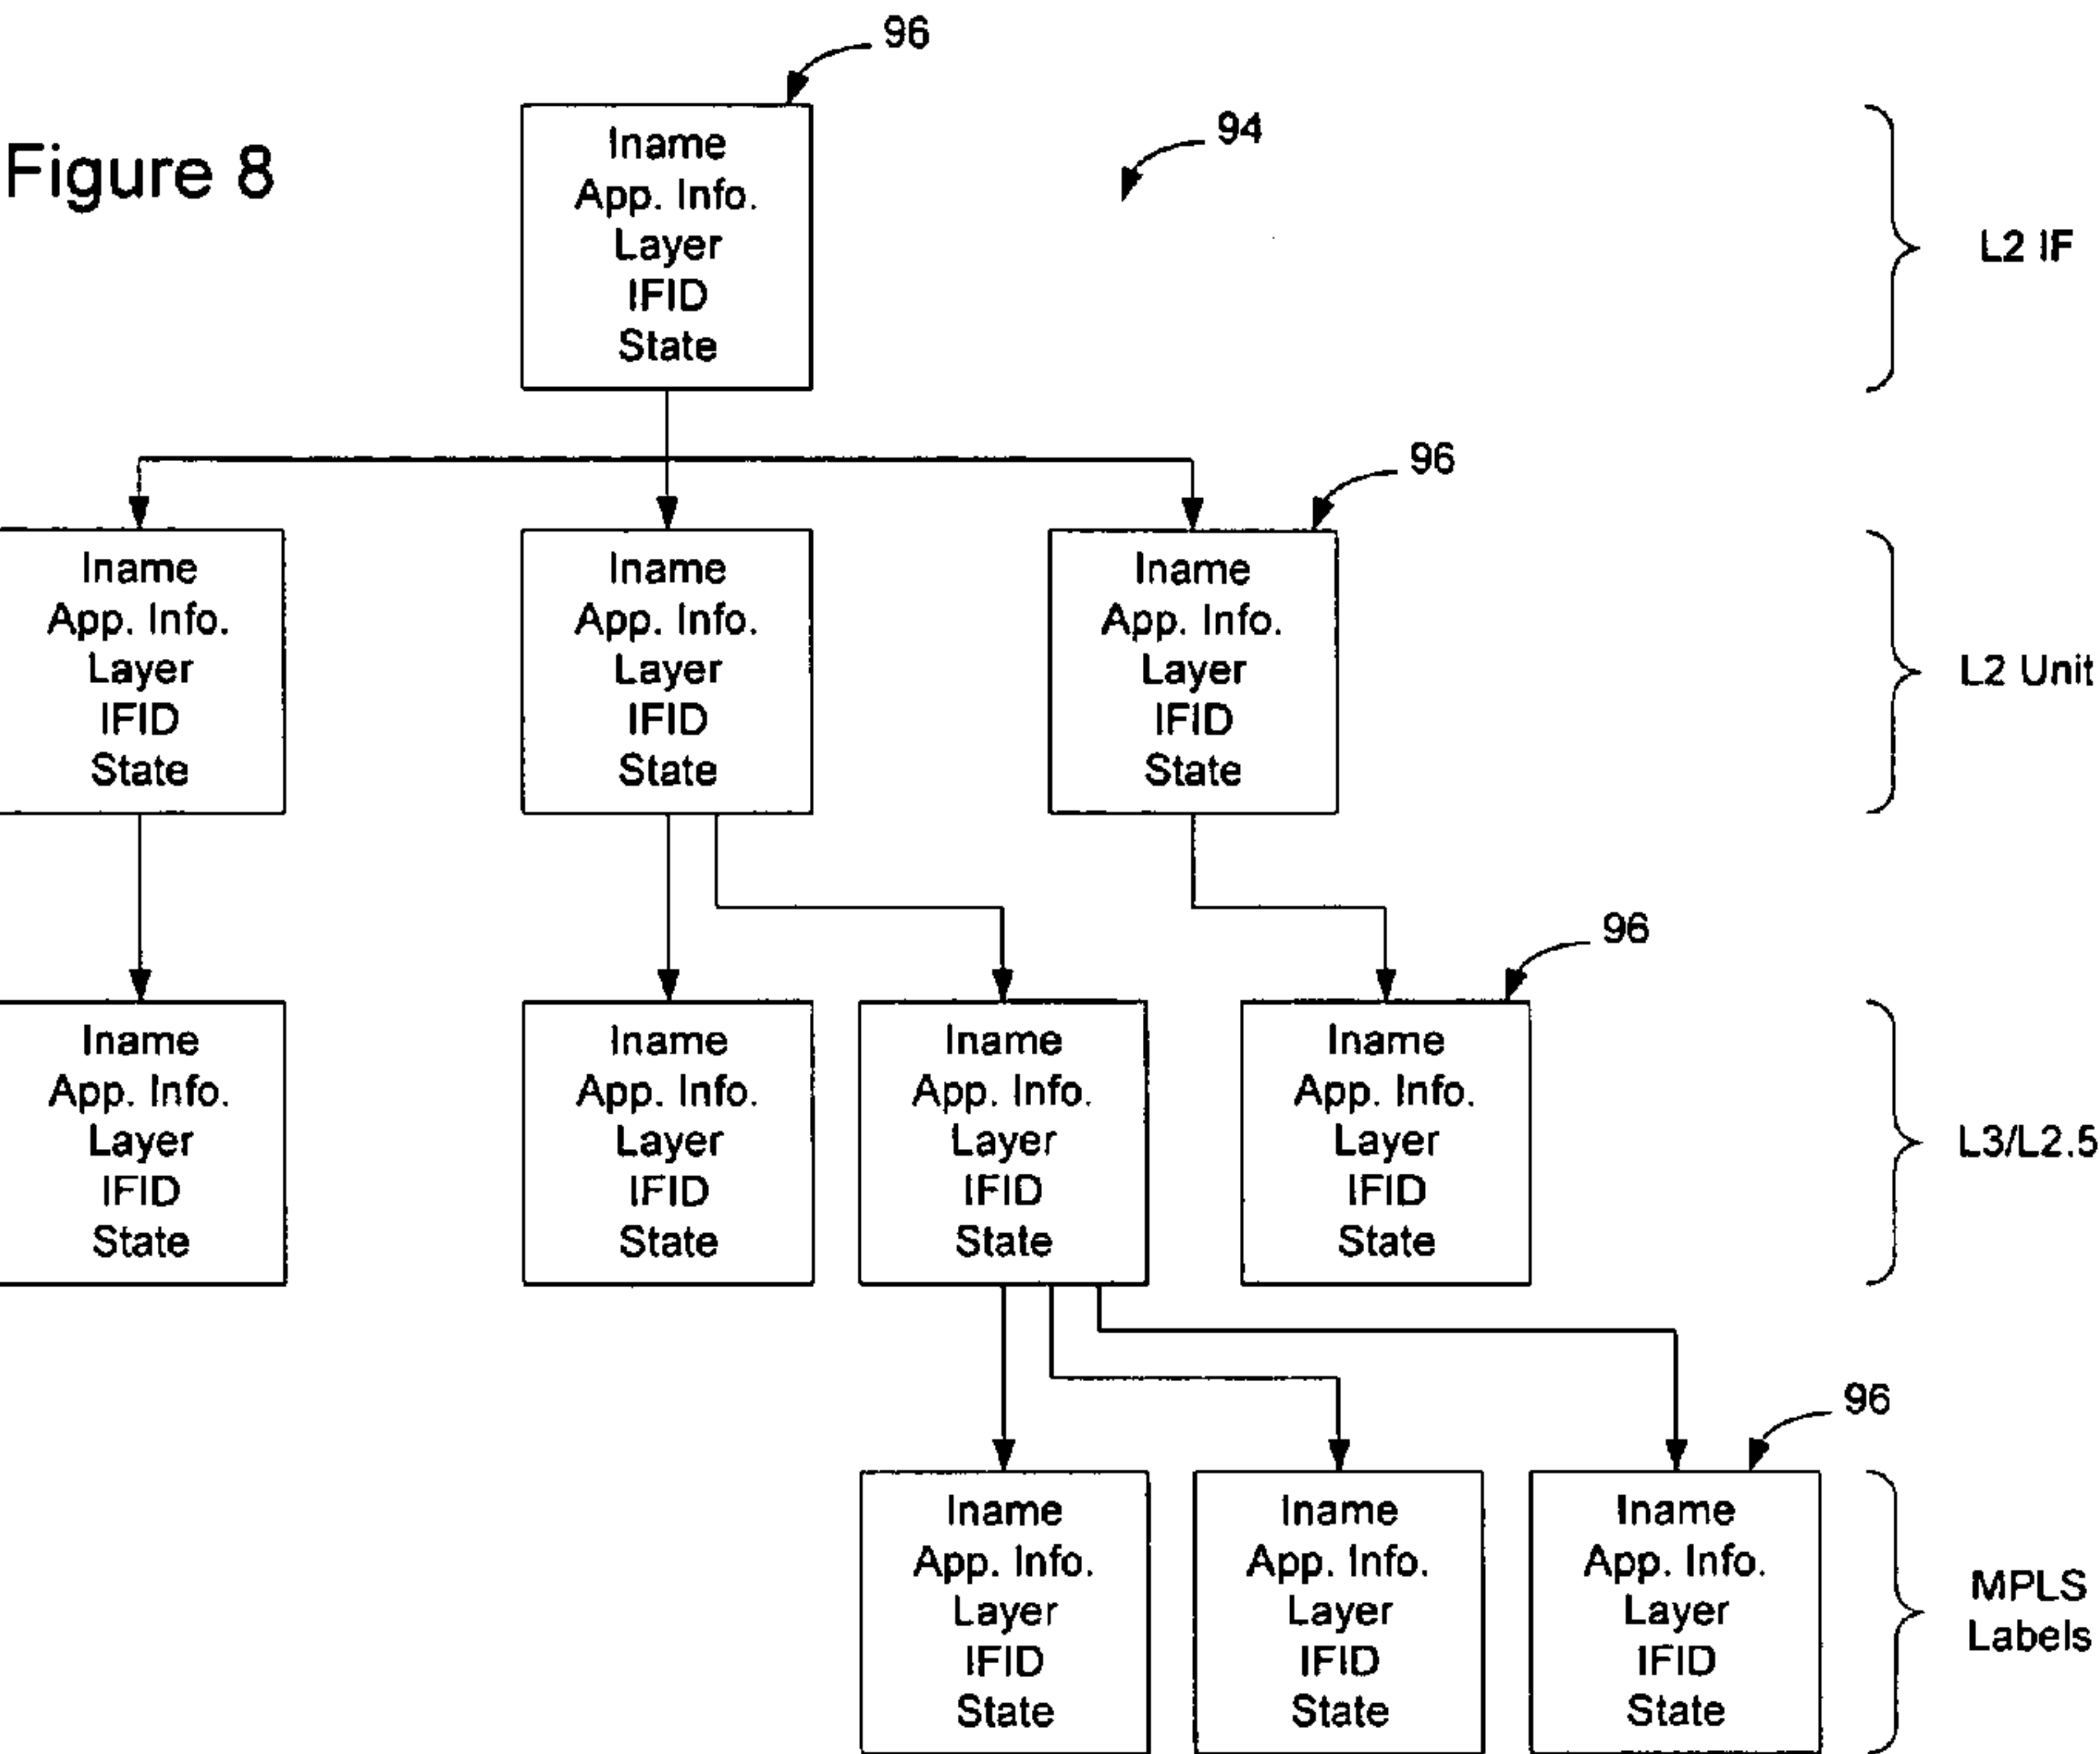 96
94
Figure 8
Iname
App. Info.
Layer
IFID
State
L2 IF
96
Iname
App. Info.
Layer
IFID
State
Iname
App. Info.
Layer
IFID
State
Iname
App. Info.
Layer
IFID
State
L2 Unit
96
Iname
App. Info.
Layer
IFID
State
Iname
App. Info.
Layer
IFID
State
Iname
App. Info.
Layer
IFID
State
Iname
App. Info.
Layer
IFID
State
L3/L2.5
96
Iname
App. Info.
Layer
IFID
State
Iname
App. Info.
Layer
IFID
State
Iname
App. Info.
Layer
IFID
State
MPLS
Labels